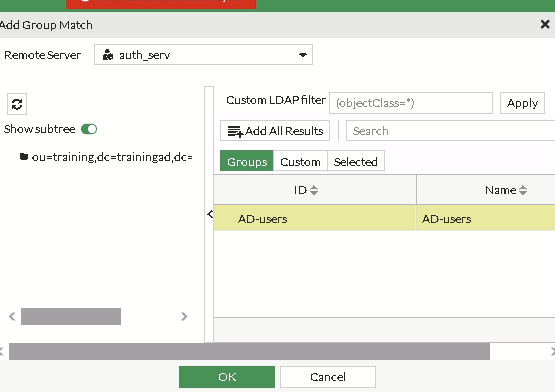 Add Group Match
Remote Server
auth_serv
Custom LDAP filter
(objectClass=*)
Apply
Show subtree
Add All Results
Search
ou=training,dc=trainingad,dc=
Groups
Custom
Selected
ID
Name
AD-users
AD-users
OK
Cancel